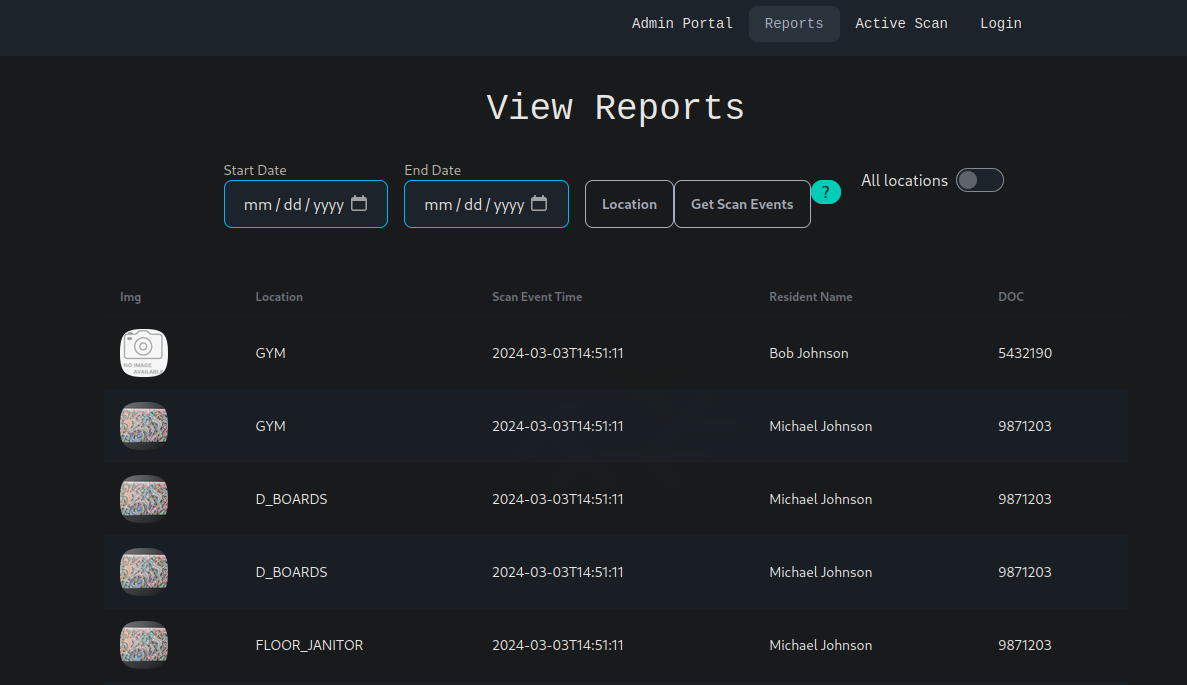 Admin Portal Reports Active Scan Login
View Reports
Start Date End Date
mm/dd/yyyy mm/dd/yyyy Location Get Scan Events ? All locations
Img Location Scan Event Time Resident Name DOC
NO IMAGE
AVAILABLE
GYM 2024-03-03T14:51:11 Bob Johnson 5432190
GYM 2024-03-03T14:51:11 Michael Johnson 9871203
D_BOARDS 2024-03-03T14:51:11 Michael Johnson 9871203
D_BOARDS 2024-03-03T14:51:11 Michael Johnson 9871203
FLOOR_JANITOR 2024-03-03T14:51:11 Michael Johnson 9871203